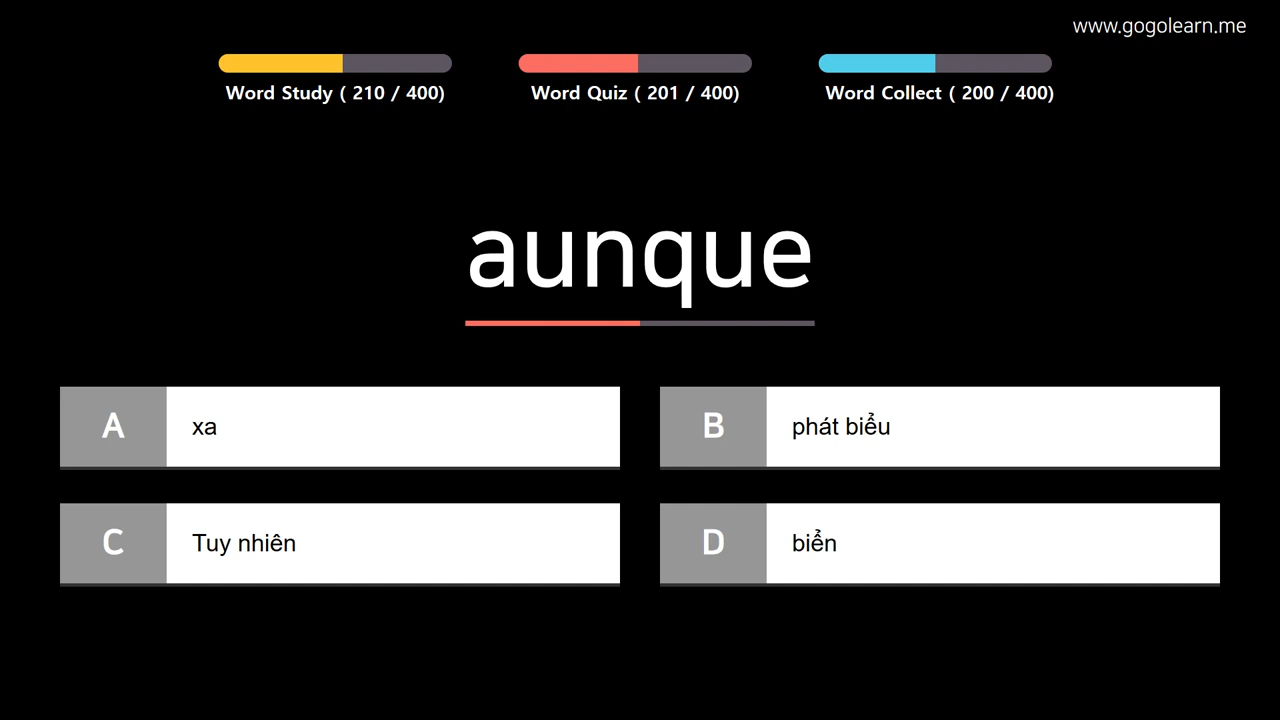 www.gogolearn.me
Word Study ( 210 / 400)
Word Quiz ( 201 / 400)
Word Collect ( 200 / 400)
aunque
A xa
B phát biểu
C Tuy nhiên
D biển